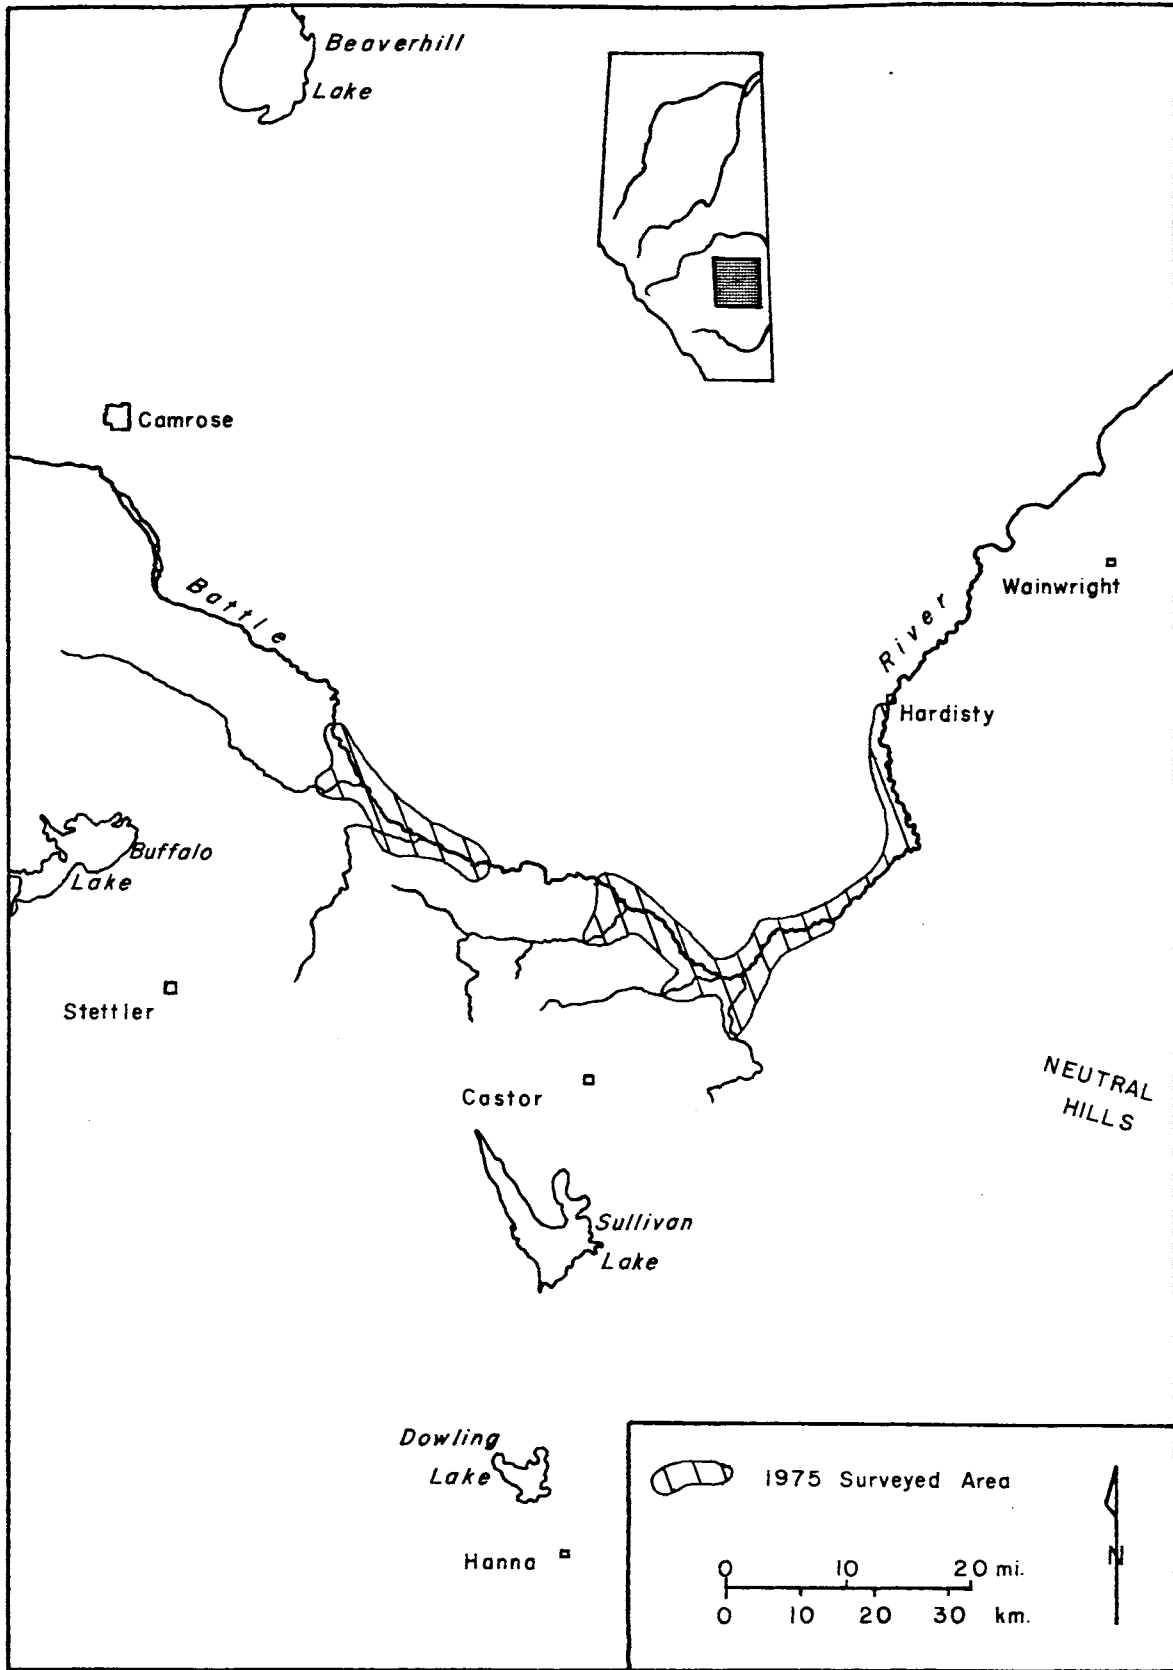 Beaverhill
Lake
Camrose
Battle
River
Wainwright
Hardisty
Buffalo
Lake
Stettler
Castor
NEUTRAL
HILLS
Sullivan
Lake
Dowling
Lake
Hanna
1975 Surveyed Area
N
0 10 20 mi.
0 10 20 30 km.